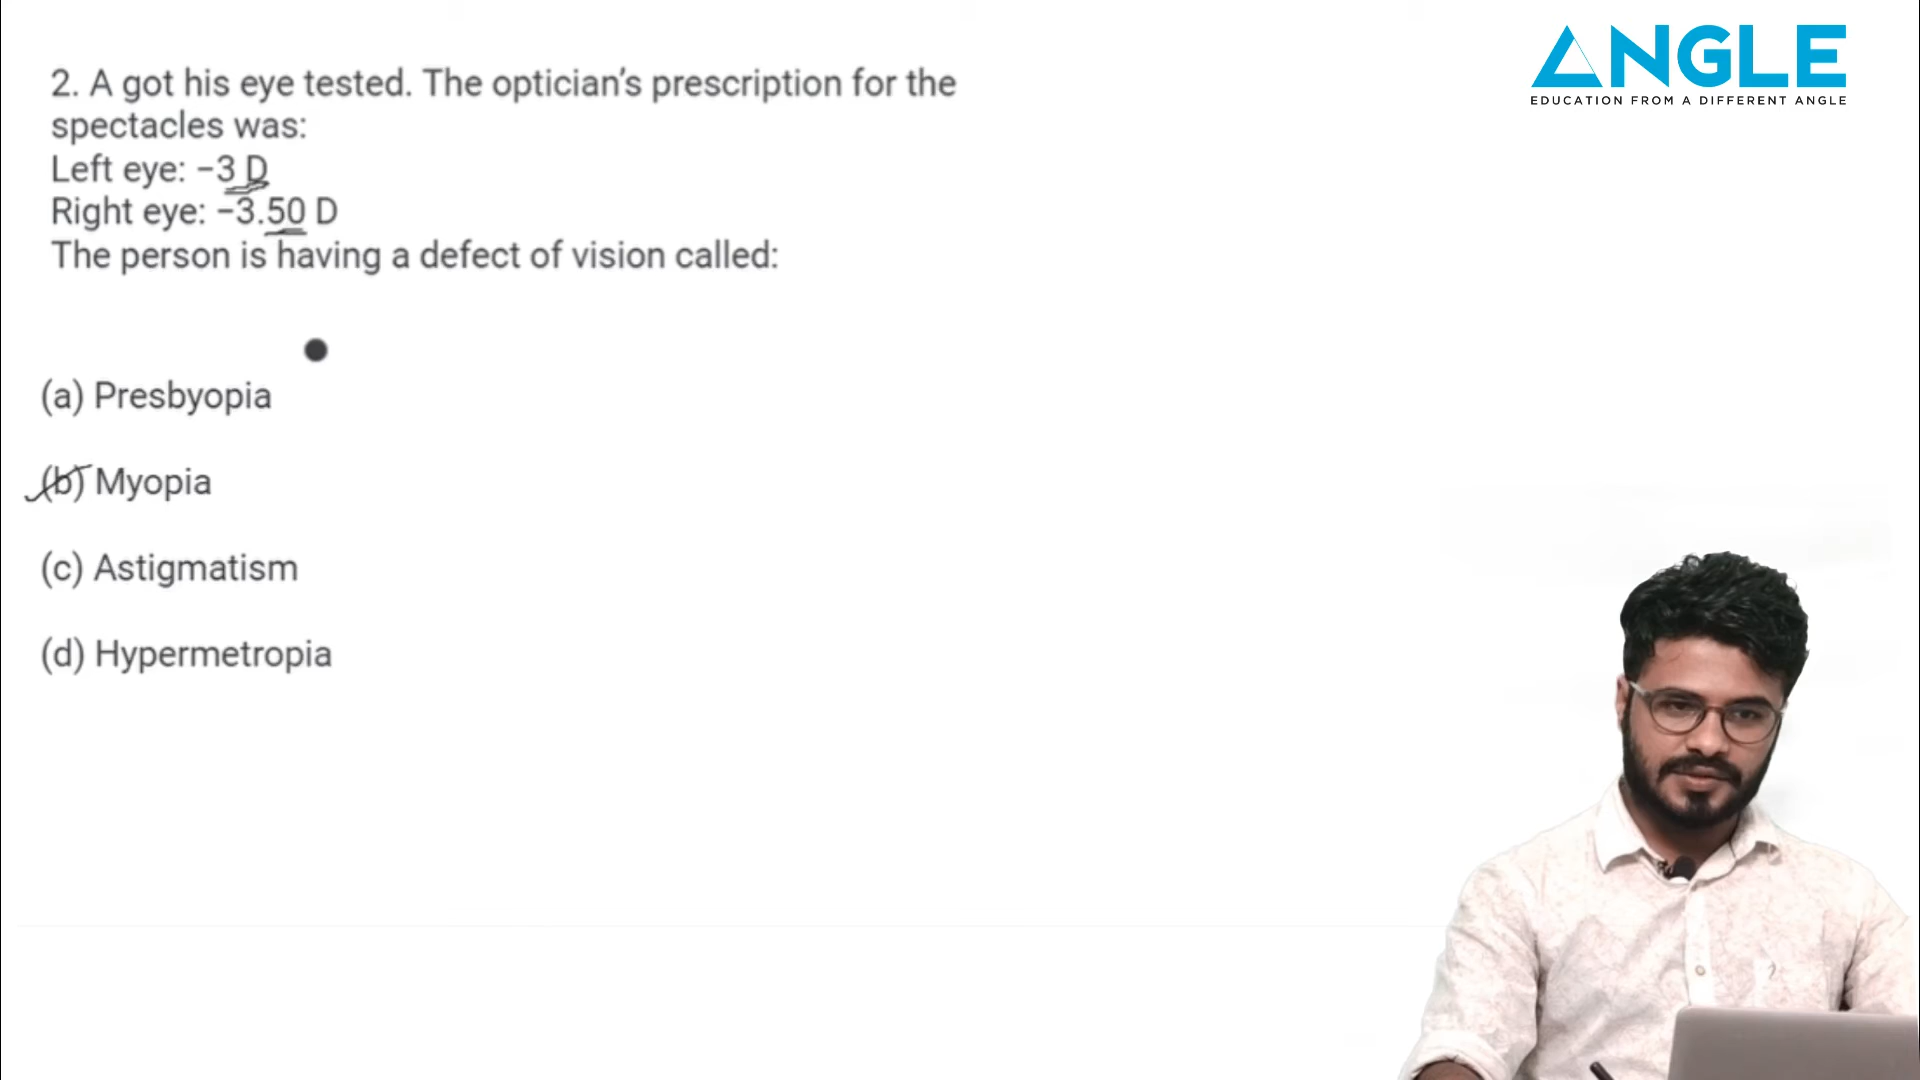 ANGLE
EDUCATION FROM A DIFFERENT ANGLE
2. A got his eye tested. The optician's prescription for the
spectacles was:
Left eye: −3 D
Right eye: −3.50 D
The person is having a defect of vision called:
(a) Presbyopia
(b) Myopia
(c) Astigmatism
(d) Hypermetropia